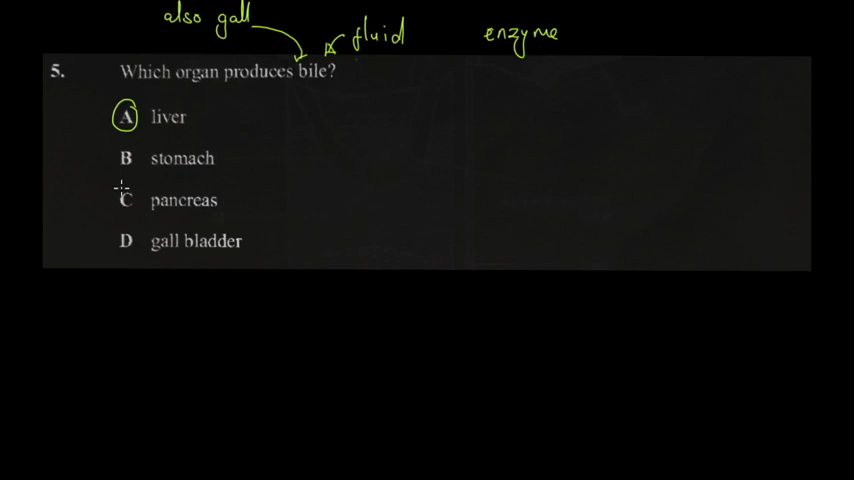 also gall
fluid
enzyme
5. Which organ produces bile?
A liver
B stomach
C pancreas
D gall bladder